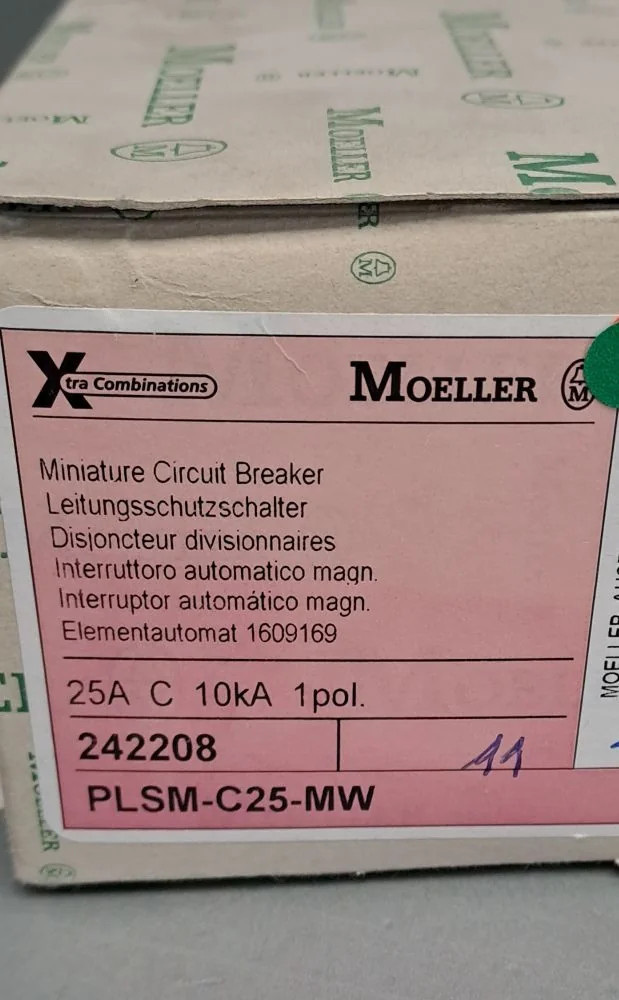 MOELLER
MOELLER
MOELLER
MOELLER
Xtra Combinations
MOELLER
M
Miniature Circuit Breaker
Leitungsschutzschalter
Disjoncteur divisionnaires
Interruttoro automatico magn.
Interruptor automático magn.
Elementautomat 1609169
25A C 10kA 1pol.
242208
11
PLSM-C25-MW